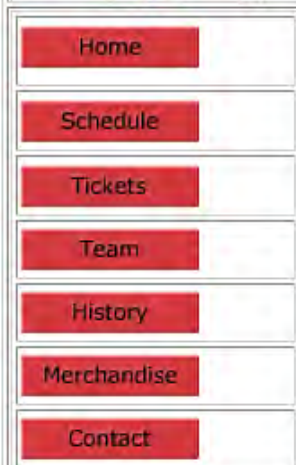 Home
Schedule
Tickets
Team
History
Merchandise
Contact